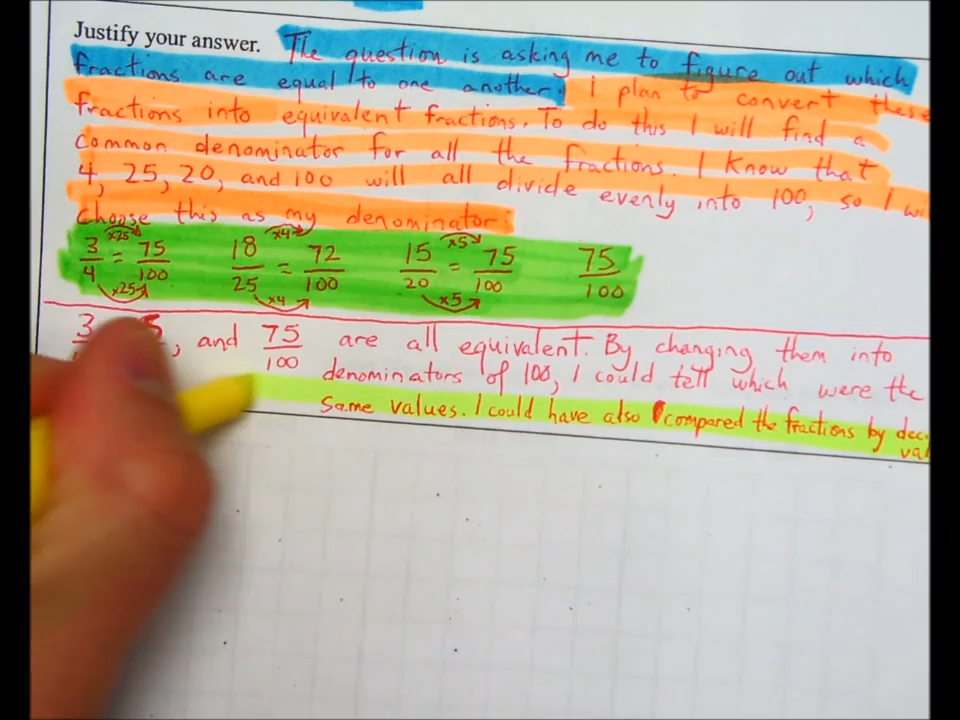 Justify your answer. The question is asking me to figure out which
fractions are equal to one another. I plan to convert these
fractions into equivalent fractions. To do this I will find a
common denominator for all the fractions. I know that
4, 25, 20, and 100 will all divide evenly into 100, so I
choose this as my denominator.
x25 x4 x5
3/4 = 75/100 18/25 = 72/100 15/20 = 75/100 75/100
x25 x4 x5
3 , and 75/100 are all equivalent. By changing them into
denominators of 100, I could tell which were the
same values. I could have also compared the fractions by